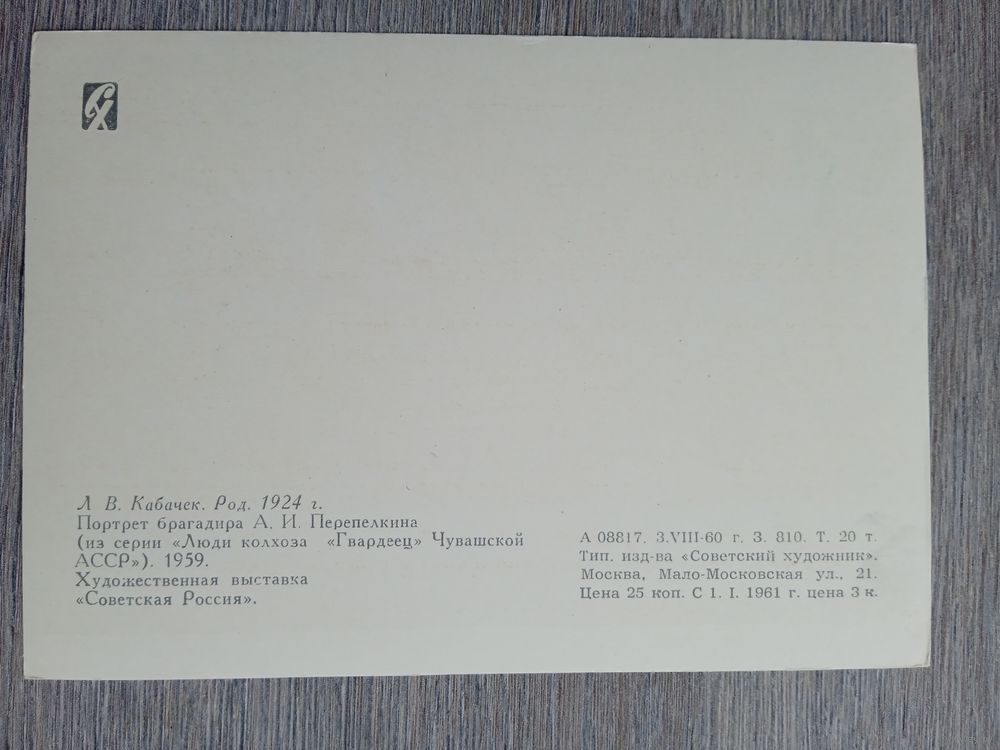 СХ
Л В. Кабачек. Род. 1924 г.
Портрет брагадира А. И. Перепелкина
(из серии «Люди колхоза «Гвардеец» Чувашской
АССР»). 1959.
Художественная выставка
«Советская Россия».
А 08817. 3.VIII-60 г. З. 810. Т. 20 т.
Тип. изд-ва «Советский художник».
Москва, Мало-Московская ул., 21.
Цена 25 коп. С 1. I. 1961 г. цена 3 к.